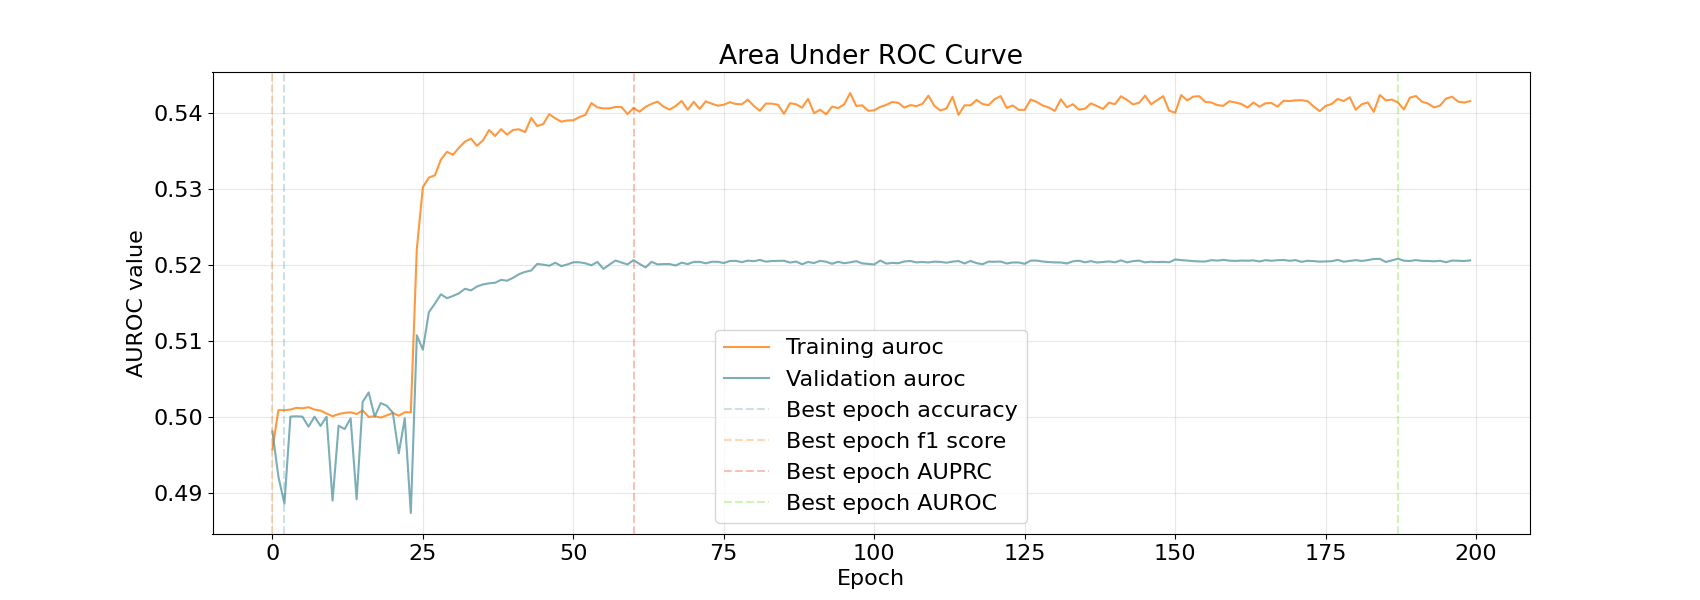 Area Under ROC Curve
AUROC value
0.54
0.53
0.52
0.51
0.50
0.49
Training auroc
Validation auroc
Best epoch accuracy
Best epoch f1 score
Best epoch AUPRC
Best epoch AUROC
0 25 50 75 100 125 150 175 200
Epoch